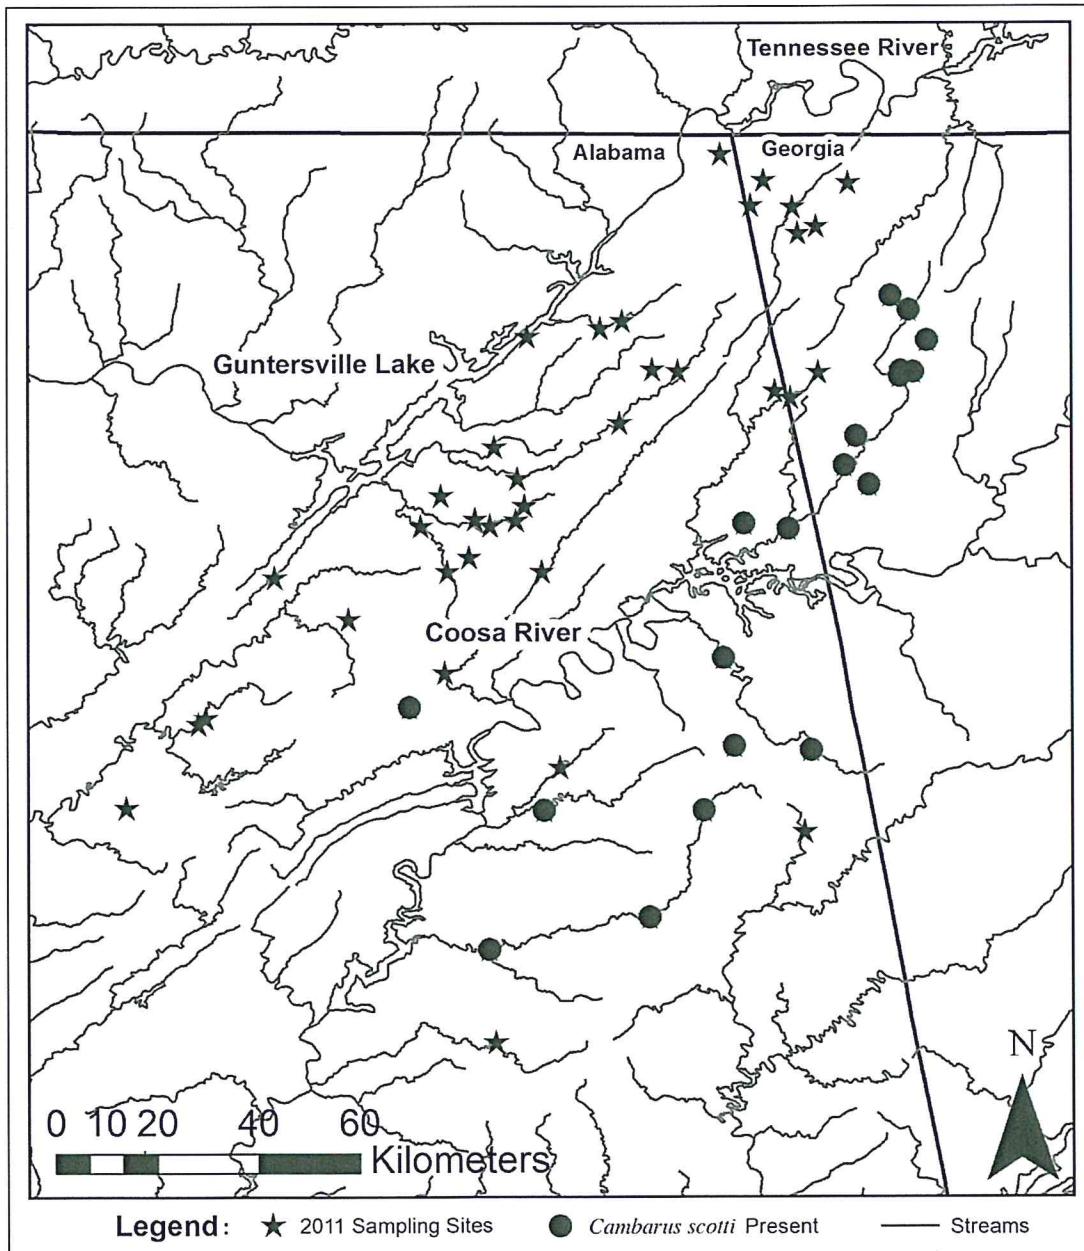 Tennessee River
Alabama
Georgia
Guntersville Lake
Coosa River
N
0 10 20 40 60
Kilometers
Legend: 2011 Sampling Sites Cambarus scotti Present Streams